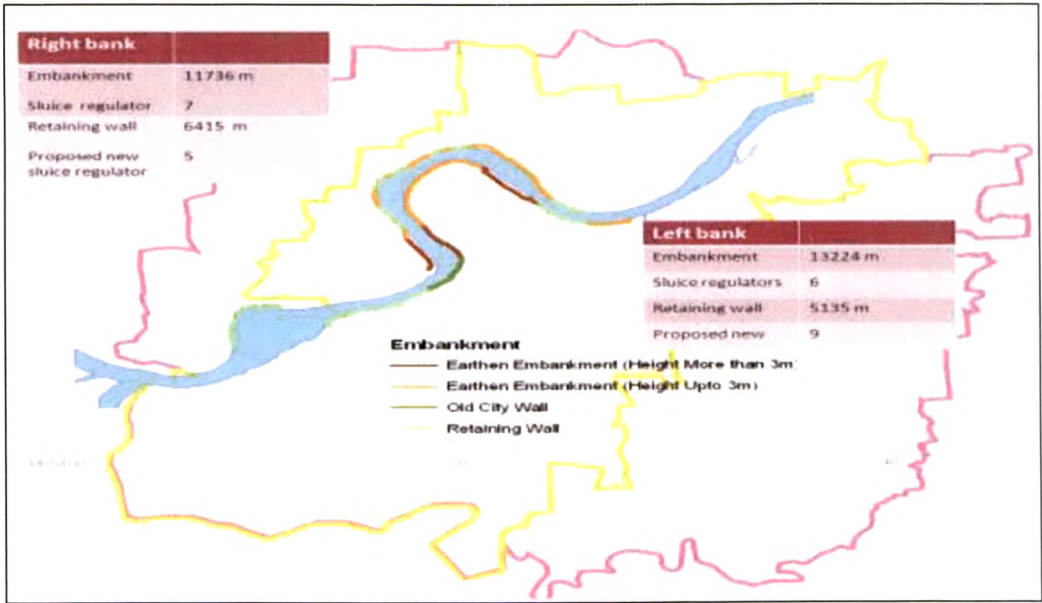 Right bank
Embankment 11736 m
Sluice regulator 7
Retaining wall 6415 m
Proposed new 5
sluice regulator
Left bank
Embankment 13224 m
Sluice regulators 6
Retaining wall 5135 m
Proposed new 9
Embankment
Earthen Embankment (Height More than 3m
Earthen Embankment (Height Upto 3m)
Old City Wall
Retaining Wall